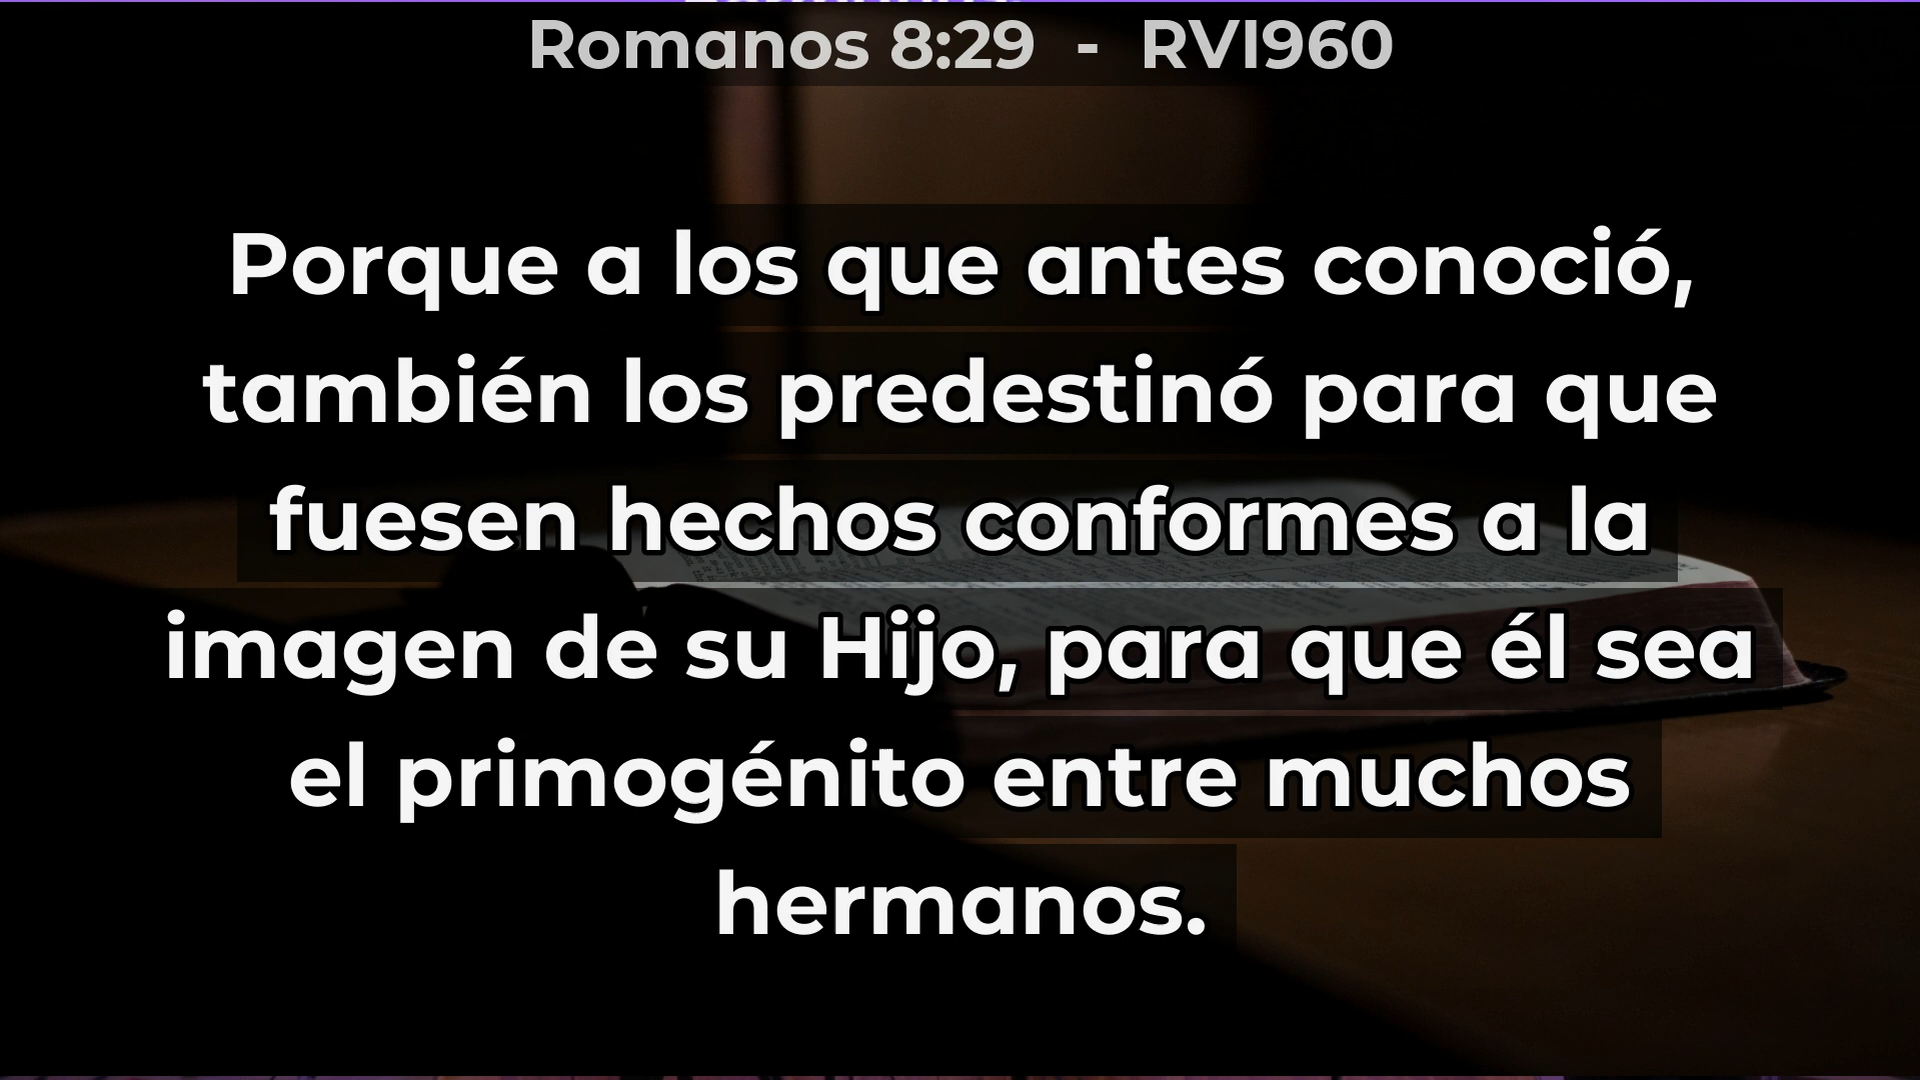 Romanos 8:29 - RV1960
Porque a los que antes conoció,
también los predestinó para que
fuesen hechos conformes a la
imagen de su Hijo, para que él sea
el primogénito entre muchos
hermanos.